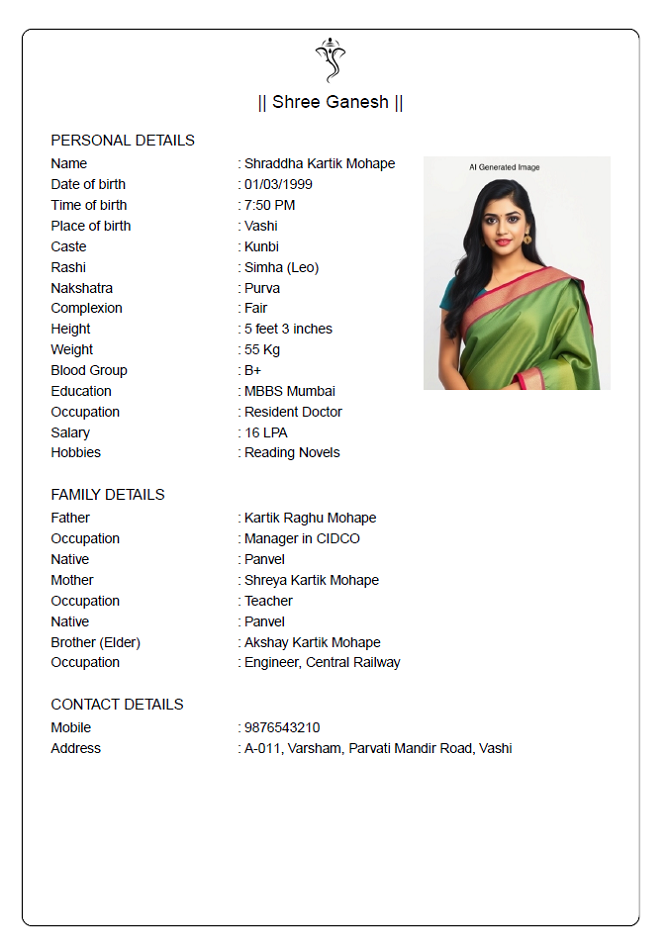 || Shree Ganesh ||
PERSONAL DETAILS
Name : Shraddha Kartik Mohape
AI Generated Image
Date of birth : 01/03/1999
Time of birth : 7:50 PM
Place of birth : Vashi
Caste : Kunbi
Rashi : Simha (Leo)
Nakshatra : Purva
Complexion : Fair
Height : 5 feet 3 inches
Weight : 55 Kg
Blood Group : B+
Education : MBBS Mumbai
Occupation : Resident Doctor
Salary : 16 LPA
Hobbies : Reading Novels
FAMILY DETAILS
Father : Kartik Raghu Mohape
Occupation : Manager in CIDCO
Native : Panvel
Mother : Shreya Kartik Mohape
Occupation : Teacher
Native : Panvel
Brother (Elder) : Akshay Kartik Mohape
Occupation : Engineer, Central Railway
CONTACT DETAILS
Mobile : 9876543210
Address : A-011, Varsham, Parvati Mandir Road, Vashi